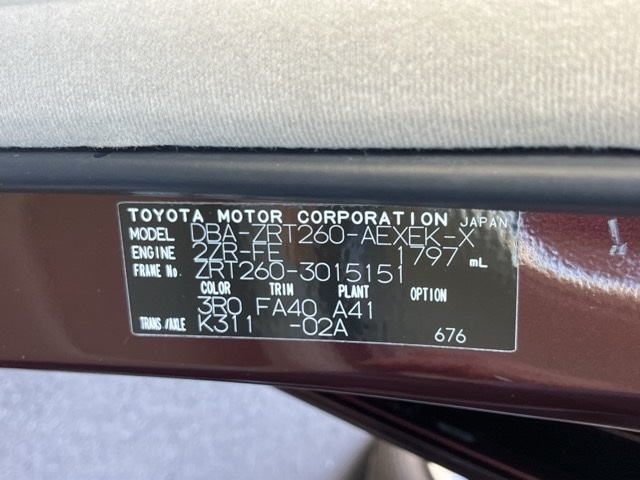 TOYOTA MOTOR CORPORATION JAPAN
MODEL DBA-ZRT260-AEXEK-X
ENGINE 2ZR-FE 1797 mL
FRAME No. ZRT260-3015151
COLOR TRIM PLANT OPTION
3R0 FA40 A41
TRANS/AXLE K311 -02A 676